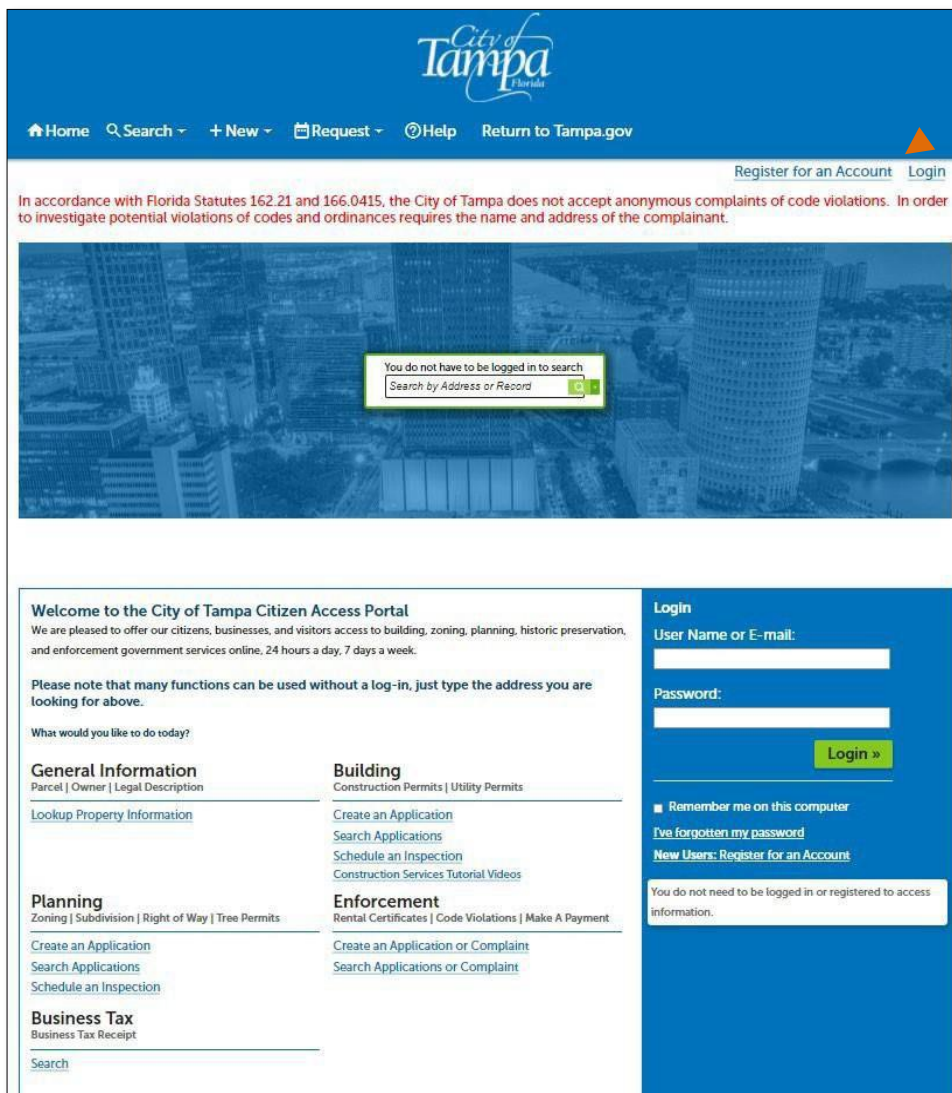 City of
Tampa
Florida
Home Search + New Request Help Return to Tampa.gov
Register for an Account Login
In accordance with Florida Statutes 162.21 and 166.0415, the City of Tampa does not accept anonymous complaints of code violations. In order
to investigate potential violations of codes and ordinances requires the name and address of the complainant.
You do not have to be logged in to search
Search by Address or Record
Welcome to the City of Tampa Citizen Access Portal
We are pleased to offer our citizens, businesses, and visitors access to building, zoning, planning, historic preservation,
and enforcement government services online, 24 hours a day, 7 days a week.
Please note that many functions can be used without a log-in, just type the address you are
looking for above.
What would you like to do today?
General Information
Parcel | Owner | Legal Description
Lookup Property Information
Building
Construction Permits | Utility Permits
Create an Application
Search Applications
Schedule an Inspection
Construction Services Tutorial Videos
Planning
Zoning | Subdivision | Right of Way | Tree Permits
Create an Application
Search Applications
Schedule an Inspection
Enforcement
Rental Certificates | Code Violations | Make A Payment
Create an Application or Complaint
Search Applications or Complaint
Business Tax
Business Tax Receipt
Search
Login
User Name or E-mail:
Password:
Login »
Remember me on this computer
I've forgotten my password
New Users: Register for an Account
You do not need to be logged in or registered to access
information.